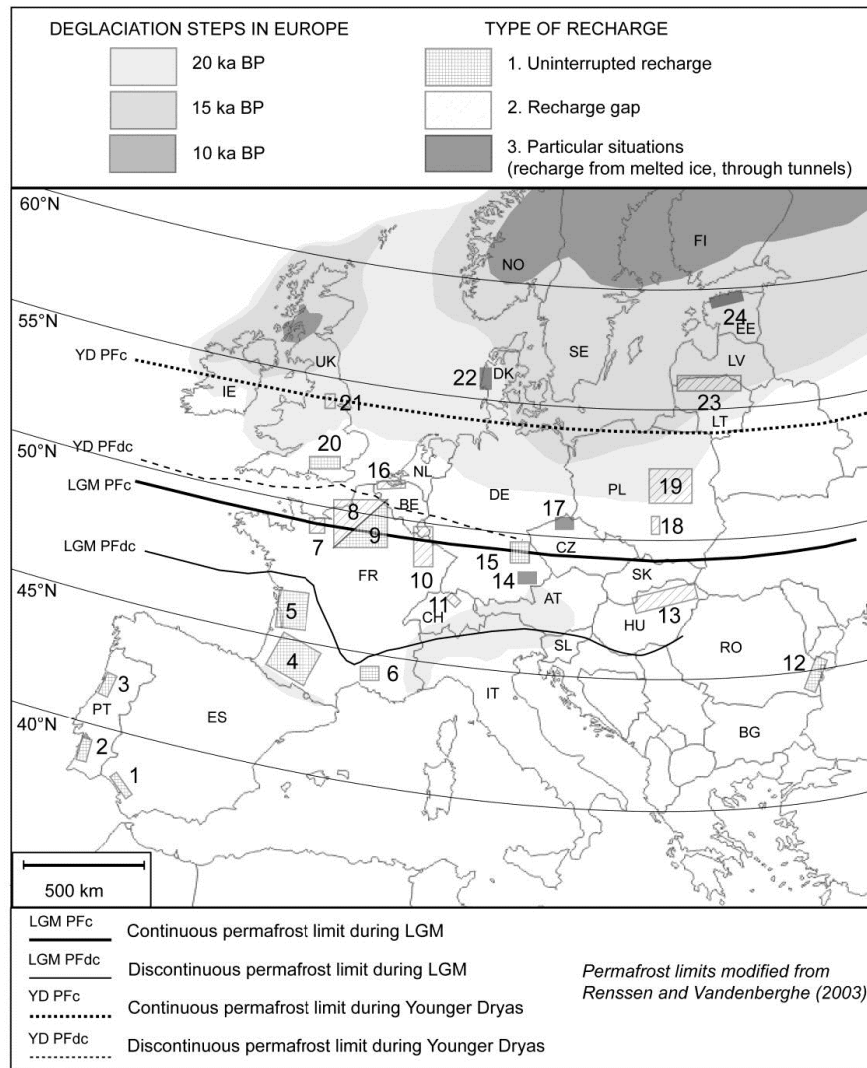 DEGLACIATION STEPS IN EUROPE
20 ka BP
15 ka BP
10 ka BP
TYPE OF RECHARGE
1. Uninterrupted recharge
2. Recharge gap
3. Particular situations
(recharge from melted ice, through tunnels)
60°N
FI
NO
24
EE
55°N
SE
YD PFc
UK
LV
22
DK
IE
21
23
LT
20
50°N
YD PFdc
16
NL
PL
19
LGM PFc
BE
DE
8
17
18
7
9
CZ
LGM PFdc
15
FR
10
14
SK
45°N
11
AT
5
CH
HU
13
SL
RO
4
12
6
3
IT
PT
ES
BG
40°N
2
1
500 km
LGM PFc
Continuous permafrost limit during LGM
LGM PFdc
Discontinuous permafrost limit during LGM
YD PFc
Continuous permafrost limit during Younger Dryas
YD PFdc
Discontinuous permafrost limit during Younger Dryas
Permafrost limits modified from
Renssen and Vandenberghe (2003)